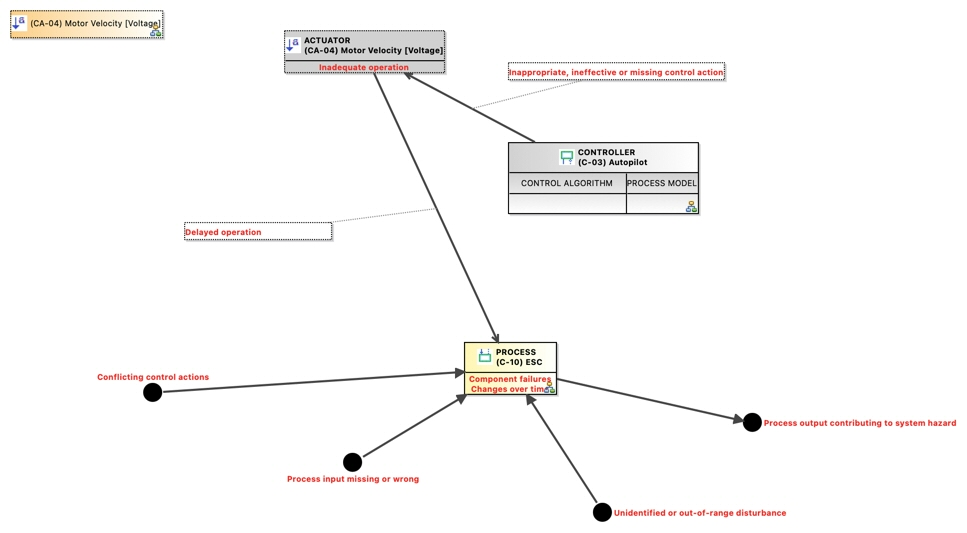 (CA-04) Motor Velocity [Voltage]
ACTUATOR
(CA-04) Motor Velocity [Voltage]
Inadequate operation
Inappropriate, ineffective or missing control action
CONTROLLER
(C-03) Autopilot
CONTROL ALGORITHM PROCESS MODEL
Delayed operation
PROCESS
(C-10) ESC
Component failures
Changes over time
Conflicting control actions
Process output contributing to system hazard
Process input missing or wrong
Unidentified or out-of-range disturbance